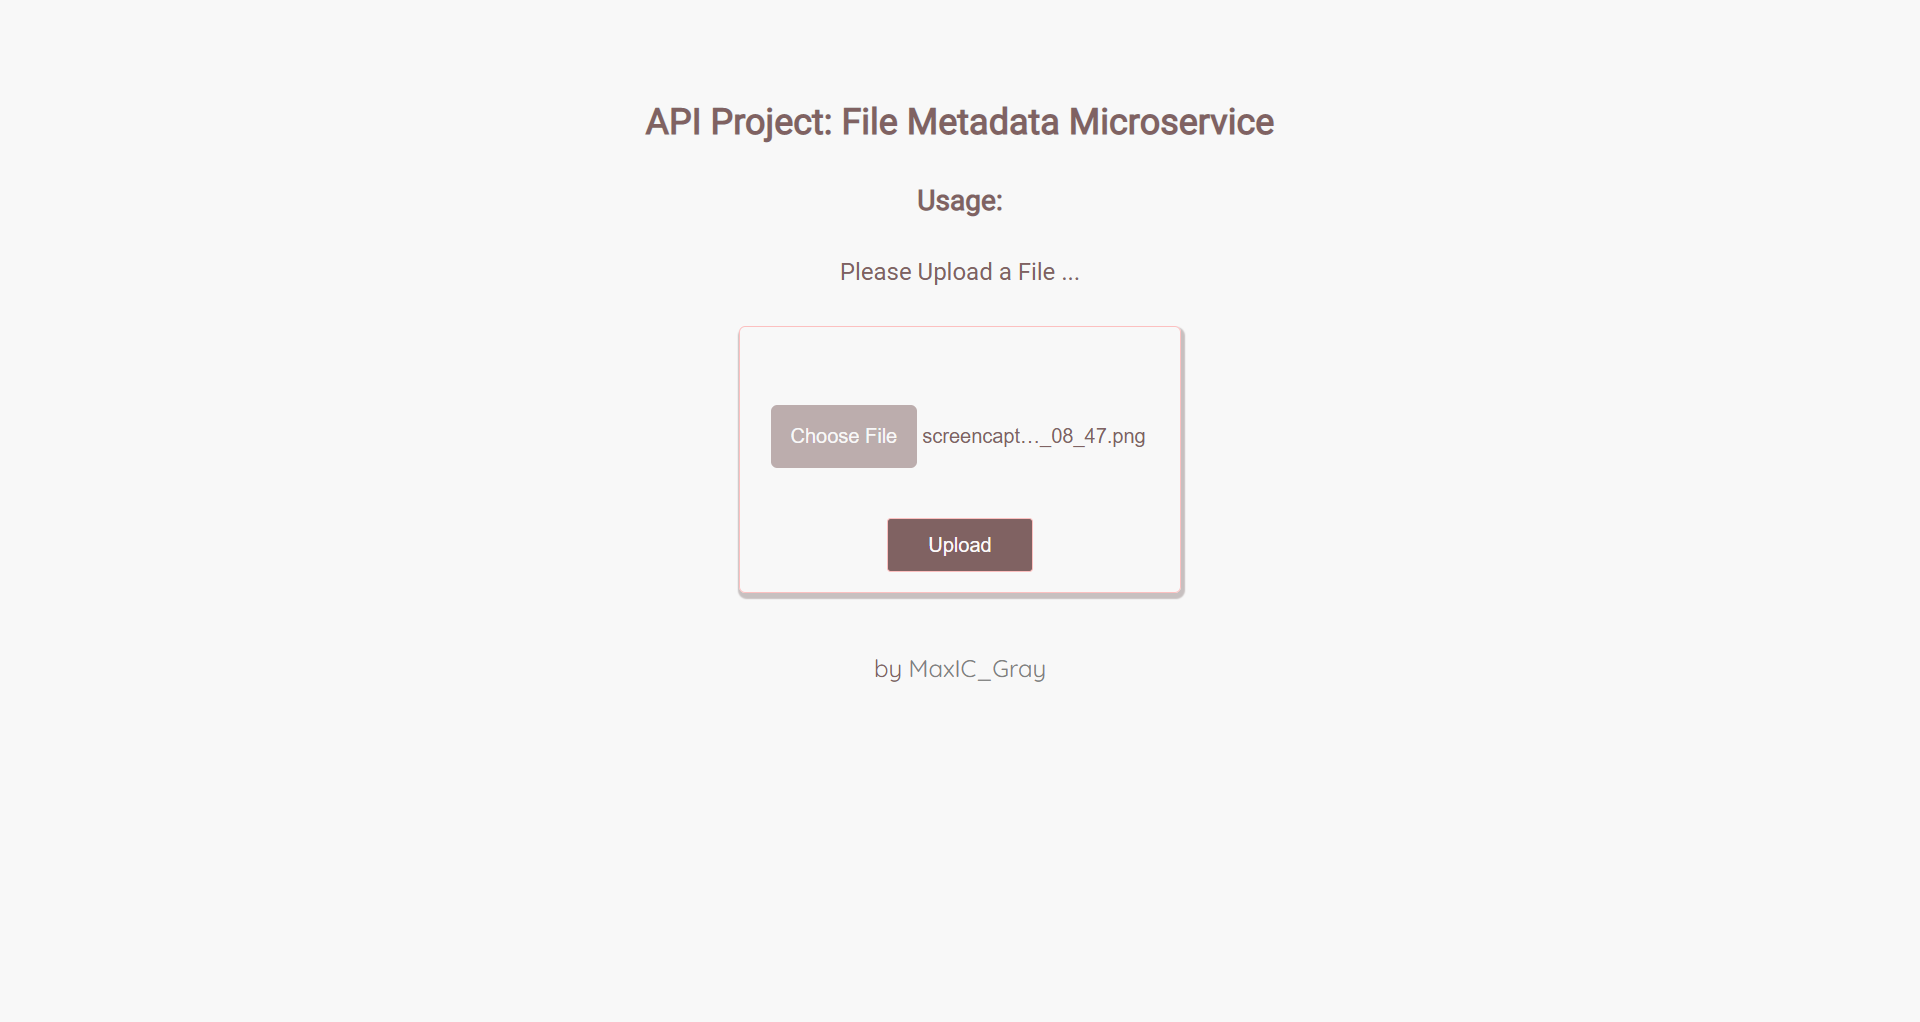 API Project: File Metadata Microservice
Usage:
Please Upload a File ...
Choose File screencapt…_08_47.png
Upload
by MaxIC_Gray